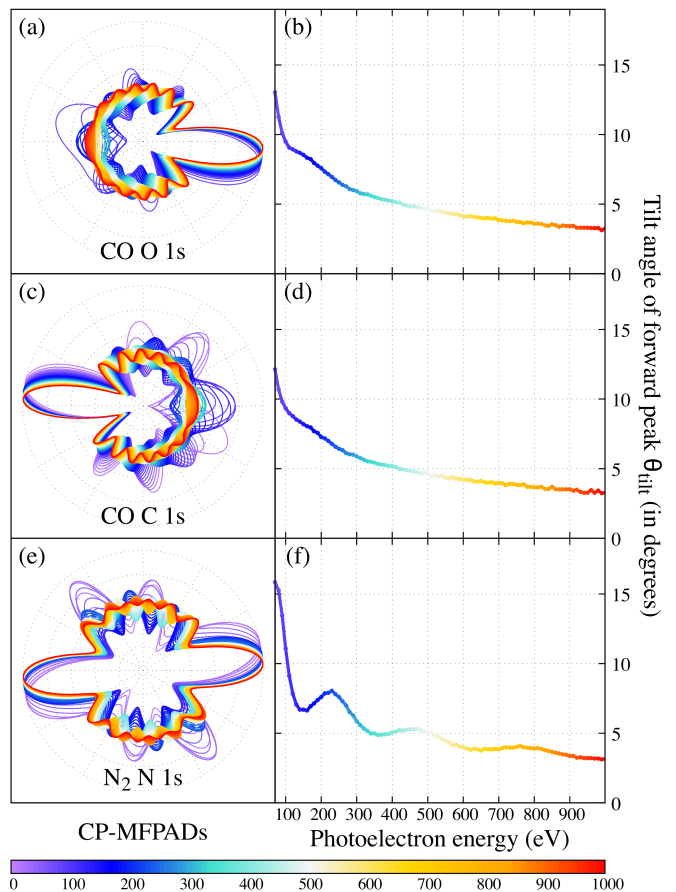 (a)
CO O 1s
(b)
15
10
5
0
(c)
CO C 1s
(d)
15
10
5
0
(e)
N₂ N 1s
(f)
15
10
5
0
Tilt angle of forward peak θtilt (in degrees)
100 200 300 400 500 600 700 800 900
CP-MFPADs
Photoelectron energy (eV)
0 100 200 300 400 500 600 700 800 900 1000